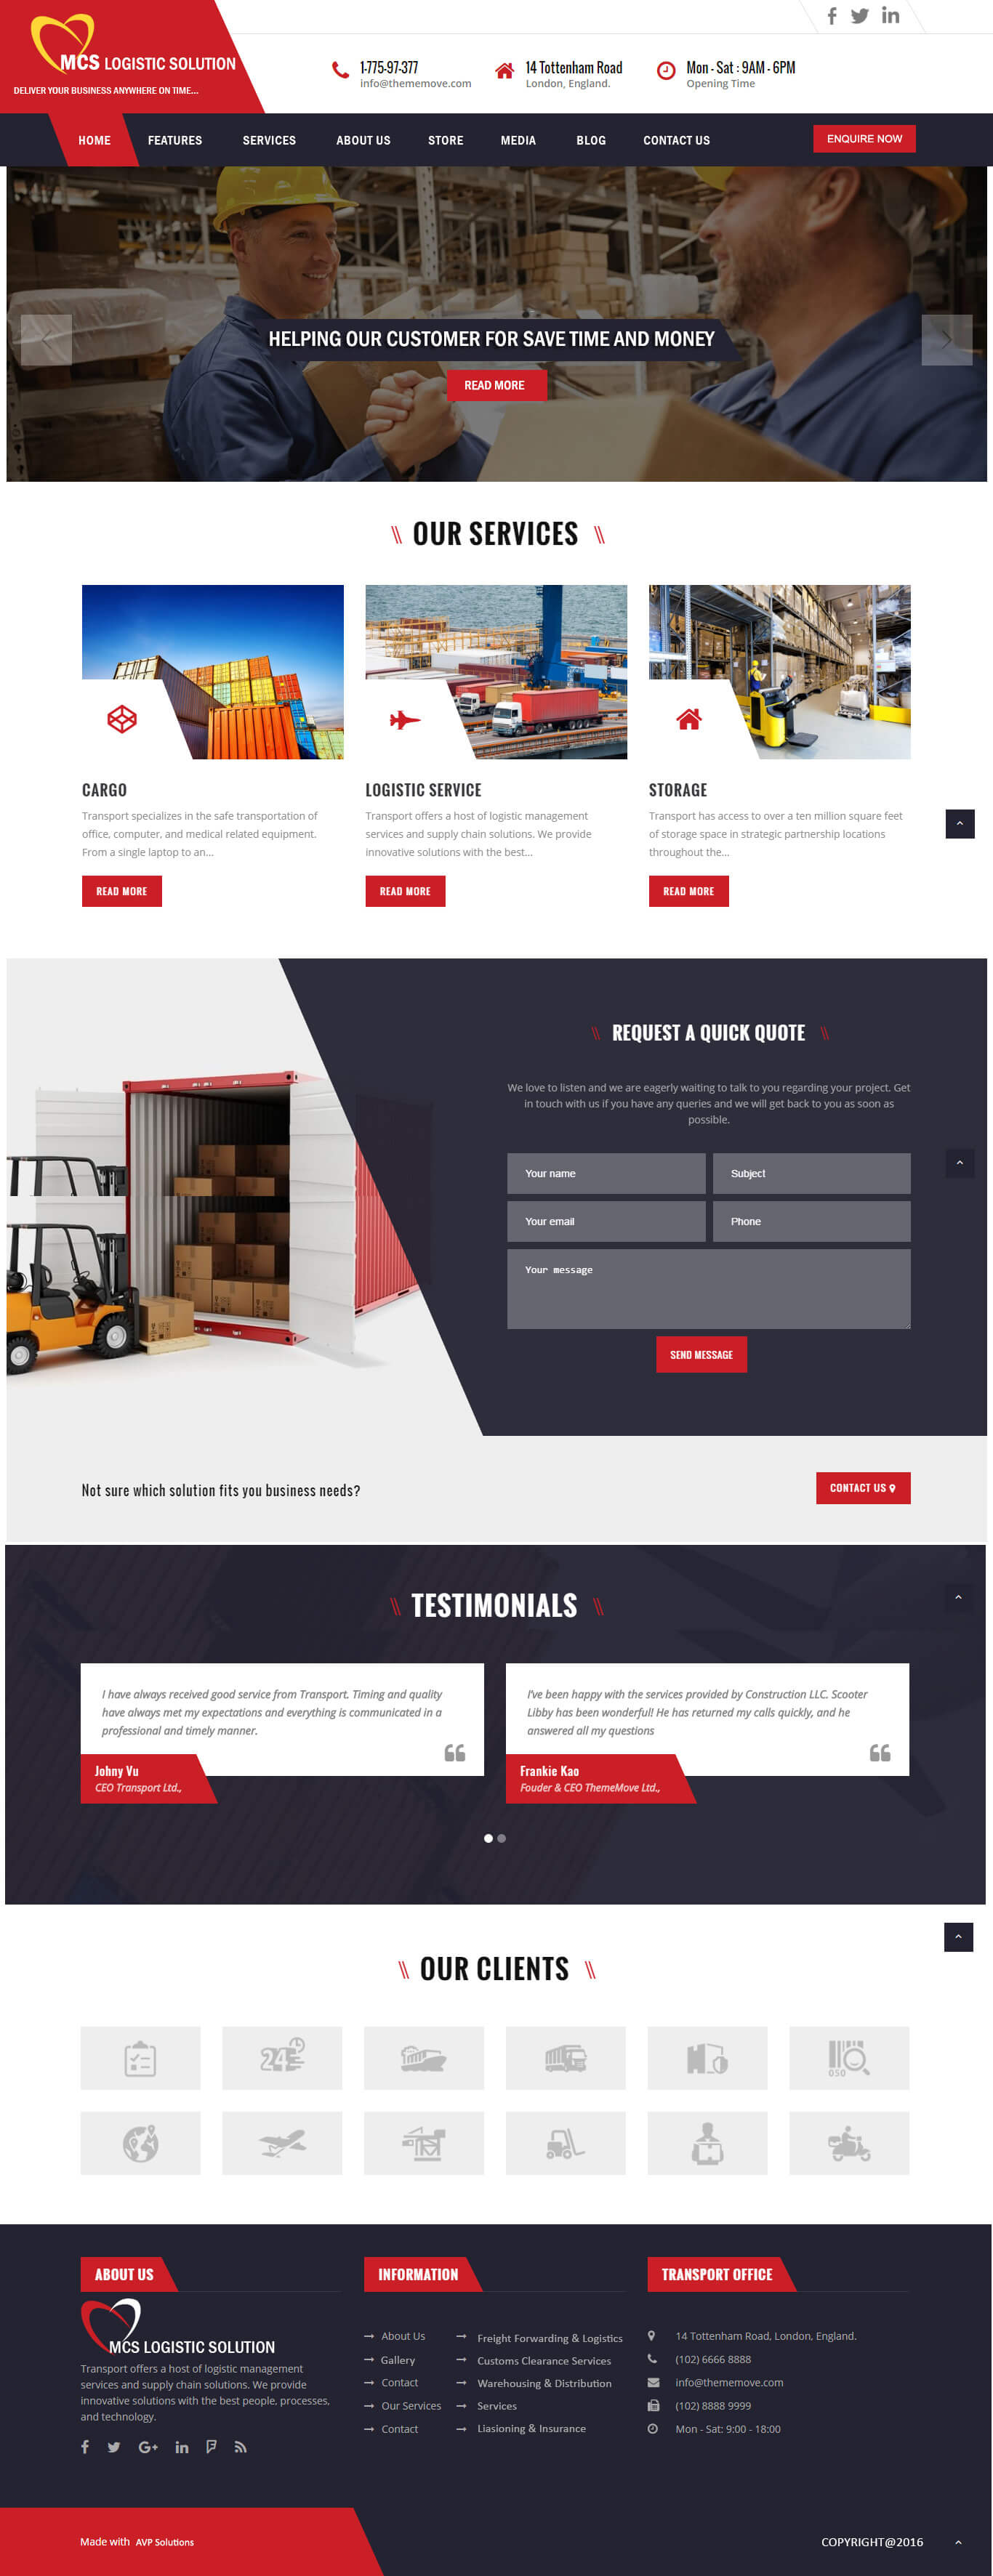 MCS LOGISTIC SOLUTION
DELIVER YOUR BUSINESS ANYWHERE ON TIME...
1-775-97-377
info@thememove.com
14 Tottenham Road
London, England.
Mon - Sat : 9AM - 6PM
Opening Time
HOME FEATURES SERVICES ABOUT US STORE MEDIA BLOG CONTACT US ENQUIRE NOW
HELPING OUR CUSTOMER FOR SAVE TIME AND MONEY
READ MORE
OUR SERVICES
CARGO
Transport specializes in the safe transportation of
office, computer, and medical related equipment.
From a single laptop to an...
READ MORE
LOGISTIC SERVICE
Transport offers a host of logistic management
services and supply chain solutions. We provide
innovative solutions with the best...
READ MORE
STORAGE
Transport has access to over a ten million square feet
of storage space in strategic partnership locations
throughout the...
READ MORE
REQUEST A QUICK QUOTE
We love to listen and we are eagerly waiting to talk to you regarding your project. Get
in touch with us if you have any queries and we will get back to you as soon as
possible.
Your name
Subject
Your email
Phone
Your message
SEND MESSAGE
Not sure which solution fits you business needs?
CONTACT US
TESTIMONIALS
I have always received good service from Transport. Timing and quality
have always met my expectations and everything is communicated in a
professional and timely manner.
Johny Vu
CEO Transport Ltd.,
I've been happy with the services provided by Construction LLC. Scooter
Libby has been wonderful! He has returned my calls quickly, and he
answered all my questions
Frankie Kao
Fouder & CEO ThemeMove Ltd.,
OUR CLIENTS
24
050
ABOUT US
MCS LOGISTIC SOLUTION
Transport offers a host of logistic management
services and supply chain solutions. We provide
innovative solutions with the best people, processes,
and technology.
INFORMATION
About Us
Gallery
Contact
Our Services
Contact
Freight Forwarding & Logistics
Customs Clearance Services
Warehousing & Distribution
Services
Liasioning & Insurance
TRANSPORT OFFICE
14 Tottenham Road, London, England.
(102) 6666 8888
info@thememove.com
(102) 8888 9999
Mon - Sat: 9:00 - 18:00
Made with AVP Solutions
COPYRIGHT@2016